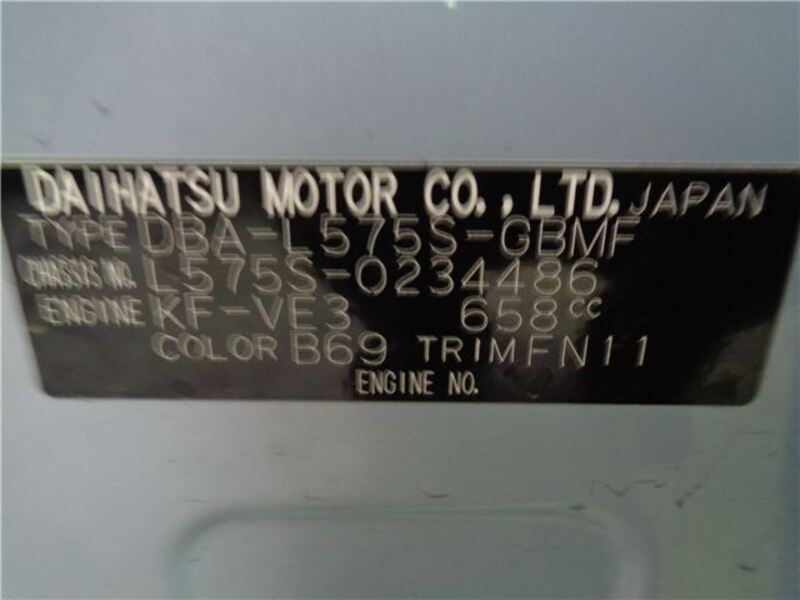 DAIHATSU MOTOR CO., LTD. JAPAN
TYPE DBA-L575S-GBMF
CHASSIS NO. L575S-0234486
ENGINE KF-VE3 658cc
COLOR B69 TRIM FN11
ENGINE NO.